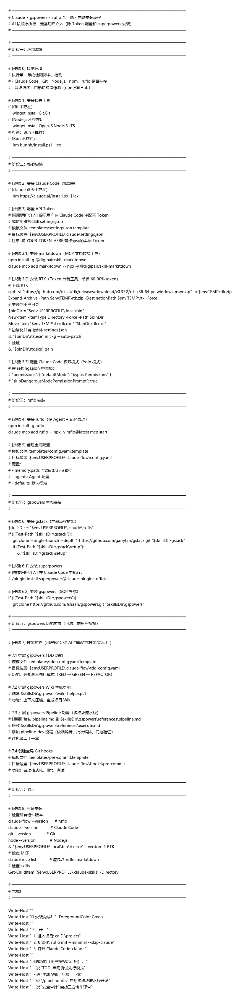 # ══════════════════════════════════════════════════
# Claude × gspowers × ruflo 金手指 - 完整安装流程
# AI 按顺序执行，无需用户介入（除 Token 配置和 superpowers 安装）
# ══════════════════════════════════════════════════
# ══════════════════════════════════════════════════
# 阶段一：环境准备
# ══════════════════════════════════════════════════
# [步骤 0] 检测环境
# 执行第一章的检测脚本，检测：
# - Claude Code、Git、Node.js、npm、ruflo 是否存在
# - 网络速度，自动切换镜像源（npm/GitHub）
# [步骤 1] 安装缺失工具
if (Git 不存在):
    winget install Git.Git
if (Node.js 不存在):
    winget install OpenJS.NodeJS.LTS
# 可选：Bun（推荐）
if (Bun 不存在):
    irm bun.sh/install.ps1 | iex
# ══════════════════════════════════════════════════
# 阶段二：核心安装
# ══════════════════════════════════════════════════
# [步骤 2] 安装 Claude Code（如缺失）
if (claude 命令不存在):
    irm https://claude.ai/install.ps1 | iex
# [步骤 3] 配置 API Token
# [需要用户介入] 提示用户在 Claude Code 中配置 Token
# 或使用模板创建 settings.json：
# 模板文件: templates/settings.json.template
# 目标位置: $env:USERPROFILE\.claude\settings.json
# 注意: 将 YOUR_TOKEN_HERE 替换为你的实际 Token
# [步骤 3.1] 安装 markitdown（MCP 文档转换工具）
npm install -g @digipair/skill-markitdown
claude mcp add markitdown -- npx -y @digipair/skill-markitdown
# [步骤 3.2] 安装 RTK（Token 节省工具，节省 60-90% token）
# 下载 RTK
curl -sL "https://github.com/rtk-ai/rtk/releases/download/v0.37.2/rtk-x86_64-pc-windows-msvc.zip" -o $env:TEMP\rtk.zip
Expand-Archive -Path $env:TEMP\rtk.zip -DestinationPath $env:TEMP\rtk -Force
# 安装到用户目录
$binDir = "$env:USERPROFILE\.local\bin"
New-Item -ItemType Directory -Force -Path $binDir
Move-Item "$env:TEMP\rtk\rtk.exe" "$binDir\rtk.exe"
# 初始化并自动修补 settings.json
& "$binDir\rtk.exe" init -g --auto-patch
# 验证
& "$binDir\rtk.exe" gain
# [步骤 3.3] 配置 Claude Code 权限模式（Yolo 模式）
# 在 settings.json 中添加：
# "permissions": { "defaultMode": "bypassPermissions" }
# "skipDangerousModePermissionPrompt": true
# ══════════════════════════════════════════════════
# 阶段三：ruflo 安装
# ══════════════════════════════════════════════════
# [步骤 4] 安装 ruflo（多 Agent + 记忆管理）
npm install -g ruflo
claude mcp add ruflo -- npx -y ruflo@latest mcp start
# [步骤 5] 创建全局配置
# 模板文件: templates/config.yaml.template
# 目标位置: $env:USERPROFILE\.claude-flow\config.yaml
# 配置：
# - memory.path: 全局记忆存储路径
# - agents: Agent 配置
# - defaults: 默认行为
# ══════════════════════════════════════════════════
# 阶段四：gspowers 生态安装
# ══════════════════════════════════════════════════
# [步骤 6] 安装 gstack（产品流程框架）
$skillsDir = "$env:USERPROFILE\.claude\skills"
if (!(Test-Path "$skillsDir\gstack")):
    git clone --single-branch --depth 1 https://github.com/garrytan/gstack.git "$skillsDir\gstack"
    if (Test-Path "$skillsDir\gstack\setup"):
        & "$skillsDir\gstack\setup"
# [步骤 6.1] 安装 superpowers
# [需要用户介入] 在 Claude Code 中执行：
# /plugin install superpowers@claude-plugins-official
# [步骤 6.2] 安装 gspowers（SOP 导航）
if (!(Test-Path "$skillsDir\gspowers")):
    git clone https://github.com/fshaan/gspowers.git "$skillsDir\gspowers"
# ══════════════════════════════════════════════════
# 阶段五：gspowers 功能扩展（可选，需用户授权）
# ══════════════════════════════════════════════════
# [步骤 7] 技能扩充（用户说"允许 AI 自动扩充技能"后执行）
# 7.1 扩展 gspowers TDD 功能
# 模板文件: templates/tdd-config.yaml.template
# 目标位置: $env:USERPROFILE\.claude-flow\tdd-config.yaml
# 功能：强制测试先行模式（RED → GREEN → REFACTOR）
# 7.2 扩展 gspowers Wiki 生成功能
# 创建 $skillsDir\gspowers\wiki-helper.ps1
# 功能：上下文压缩，生成项目 Wiki
# 7.3 扩展 gspowers Pipeline 功能（多模块流水线）
# [重要] 复制 pipeline.md 到 $skillsDir\gspowers\references\pipeline.md
# 修改 $skillsDir\gspowers\references\execute.md
# 添加 pipeline-dev 流程（依赖解析、批次编排、门控验证）
# 详见第二十一章
# 7.4 创建全局 Git hooks
# 模板文件: templates/pre-commit.template
# 目标位置: $env:USERPROFILE\.claude-flow\hooks\pre-commit
# 功能：自动格式化、lint、测试
# ══════════════════════════════════════════════════
# 阶段六：验证
# ══════════════════════════════════════════════════
# [步骤 8] 验证安装
# 检查所有组件版本：
claude-flow --version      # ruflo
claude --version           # Claude Code
git --version              # Git
node --version             # Node.js
& "$env:USERPROFILE\.local\bin\rtk.exe" --version  # RTK
# 检查 MCP
claude mcp list            # 应包含 ruflo, markitdown
# 检查 skills
Get-ChildItem "$env:USERPROFILE\.claude\skills" -Directory
# ══════════════════════════════════════════════════
# 完成！
# ══════════════════════════════════════════════════
Write-Host ""
Write-Host "▯ 安装完成！" -ForegroundColor Green
Write-Host ""
Write-Host "下一步："
Write-Host "  1. 进入项目: cd D:\project"
Write-Host "  2. 初始化: ruflo init --minimal --skip-claude"
Write-Host "  3. 打开 Claude Code: claude"
Write-Host ""
Write-Host "可选功能（用户授权后可用）："
Write-Host "  - 说 'TDD' 启用测试先行模式"
Write-Host "  - 说 '生成 Wiki' 压缩上下文"
Write-Host "  - 说 '/pipeline-dev' 启动多模块流水线开发"
Write-Host "  - 说 '安全审计' 启动三方协作评审"